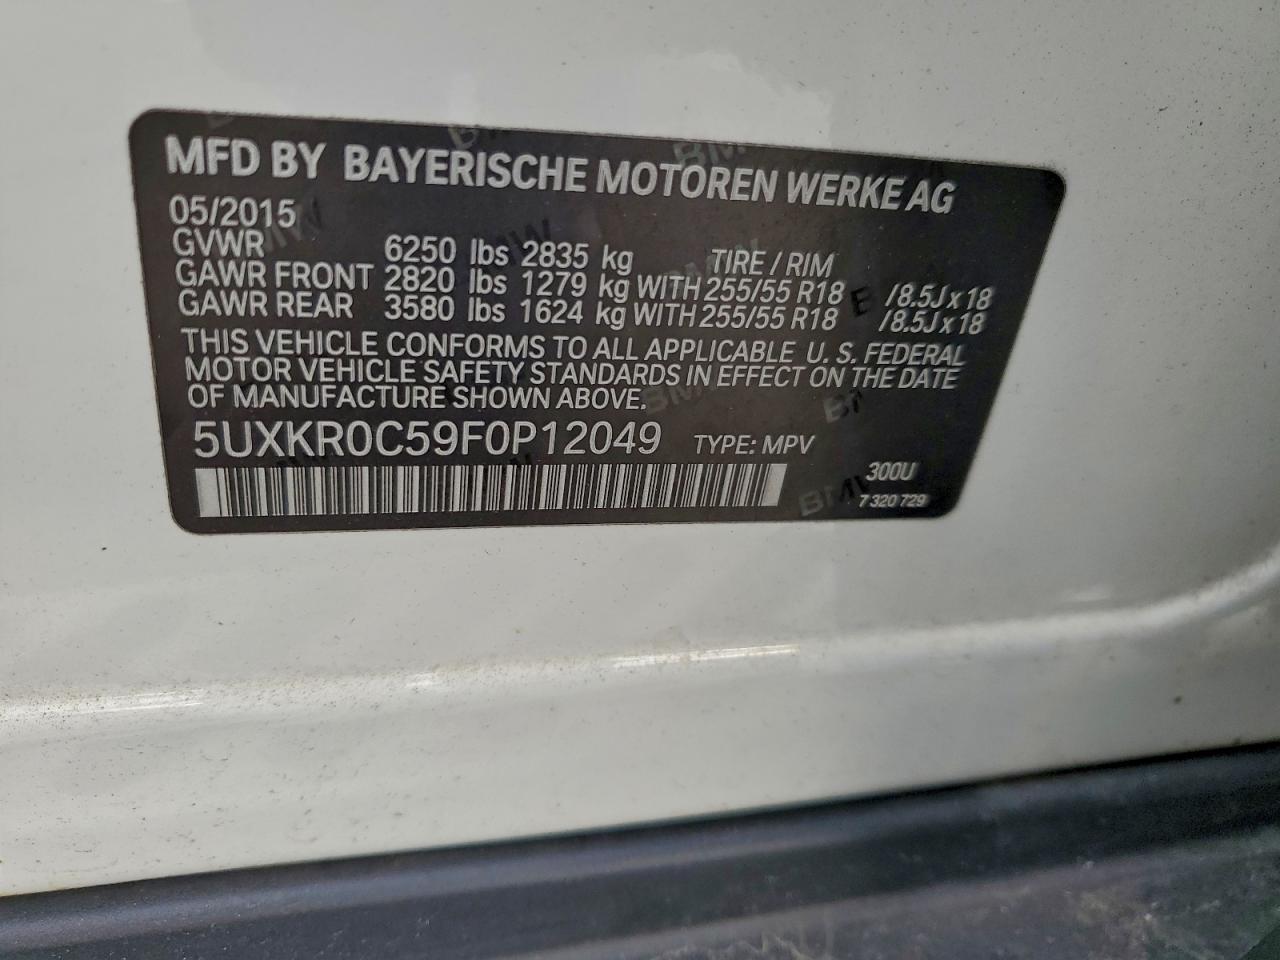 MFD BY BAYERISCHE MOTOREN WERKE AG
05/2015
GVWR 6250 lbs 2835 kg TIRE / RIM
GAWR FRONT 2820 lbs 1279 kg WITH 255/55 R18 /8.5J x 18
GAWR REAR 3580 lbs 1624 kg WITH 255/55 R18 /8.5J x 18
THIS VEHICLE CONFORMS TO ALL APPLICABLE U. S. FEDERAL
MOTOR VEHICLE SAFETY STANDARDS IN EFFECT ON THE DATE
OF MANUFACTURE SHOWN ABOVE.
5UXKR0C59F0P12049 TYPE: MPV
300U
7 320 729